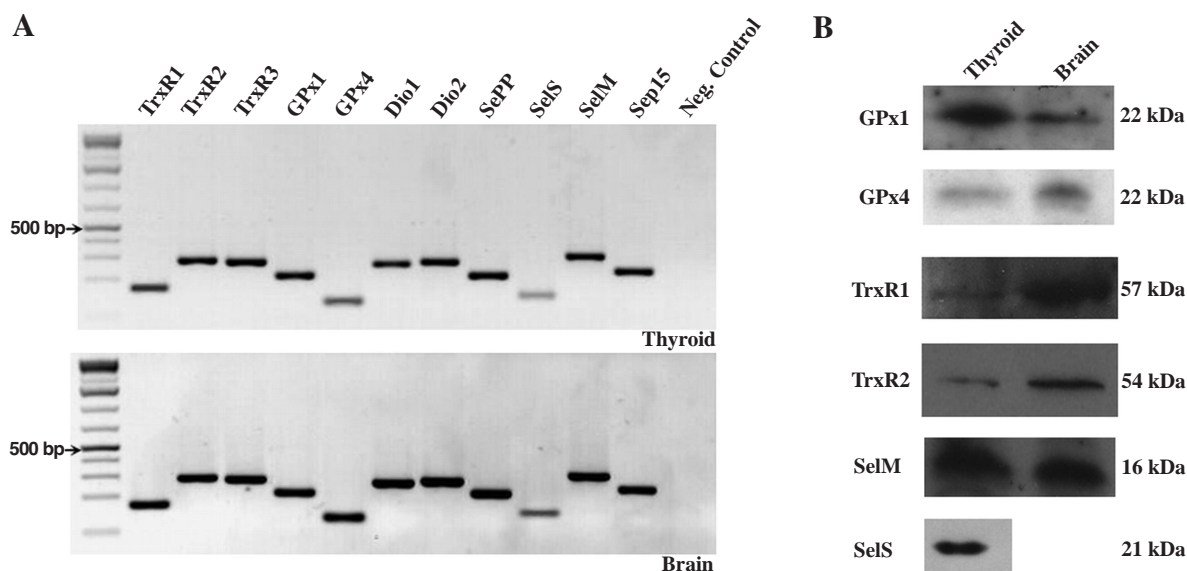 A
TrxR1 TrxR2 TrxR3 GPx1 GPx4 Dio1 Dio2 SePP SelS SelM Sep15 Neg. Control
500 bp
Thyroid
500 bp
Brain
B
Thyroid Brain
GPx1 22 kDa
GPx4 22 kDa
TrxR1 57 kDa
TrxR2 54 kDa
SelM 16 kDa
SelS 21 kDa